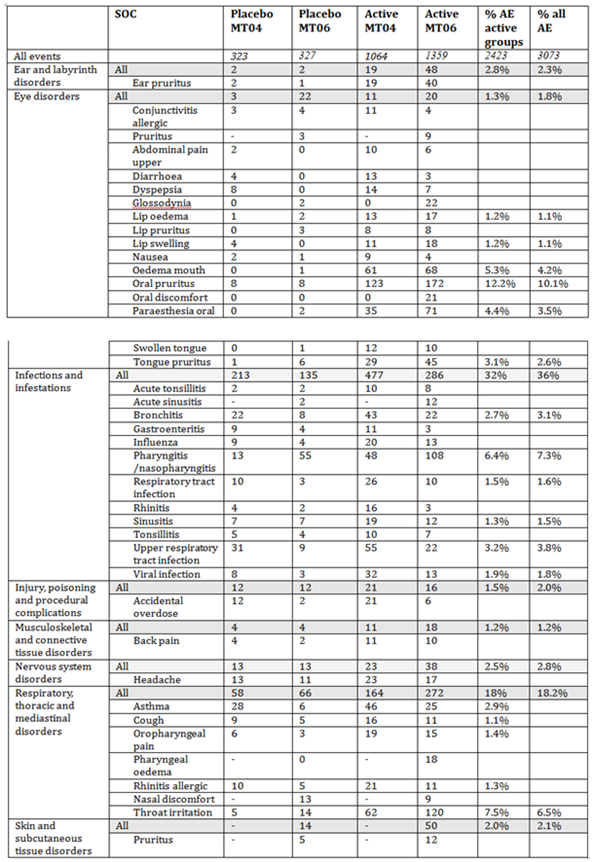 SOC Placebo MT04 Placebo MT06 Active MT04 Active MT06 % AE active groups % all AE
All events 323 327 1064 1359 2423 3073
Ear and labyrinth disorders All 2 2 19 48 2.8% 2.3%
Ear pruritus 2 1 19 40
Eye disorders All 3 22 11 20 1.3% 1.8%
Conjunctivitis allergic 3 4 11 4
Pruritus - 3 - 9
Abdominal pain upper 2 0 10 6
Diarrhoea 4 0 13 3
Dyspepsia 8 0 14 7
Glossodynia 0 2 0 22
Lip oedema 1 2 13 17 1.2% 1.1%
Lip pruritus 0 3 8 8
Lip swelling 4 0 11 18 1.2% 1.1%
Nausea 2 1 9 4
Oedema mouth 0 1 61 68 5.3% 4.2%
Oral pruritus 8 8 123 172 12.2% 10.1%
Oral discomfort 0 0 0 21
Paraesthesia oral 0 2 35 71 4.4% 3.5%
Swollen tongue 0 1 12 10
Tongue pruritus 1 6 29 45 3.1% 2.6%
Infections and infestations All 213 135 477 286 32% 36%
Acute tonsillitis 2 2 10 8
Acute sinusitis - 2 - 12
Bronchitis 22 8 43 22 2.7% 3.1%
Gastroenteritis 9 4 11 3
Influenza 9 4 20 13
Pharyngitis /nasopharyngitis 13 55 48 108 6.4% 7.3%
Respiratory tract infection 10 3 26 10 1.5% 1.6%
Rhinitis 4 2 16 3
Sinusitis 7 7 19 12 1.3% 1.5%
Tonsillitis 5 4 10 7
Upper respiratory tract infection 31 9 55 22 3.2% 3.8%
Viral infection 8 3 32 13 1.9% 1.8%
Injury, poisoning and procedural complications All 12 12 21 16 1.5% 2.0%
Accidental overdose 12 2 21 6
Musculoskeletal and connective tissue disorders All 4 4 11 18 1.2% 1.2%
Back pain 4 2 11 10
Nervous system disorders All 13 13 23 38 2.5% 2.8%
Headache 13 11 23 17
Respiratory, thoracic and mediastinal disorders All 58 66 164 272 18% 18.2%
Asthma 28 6 46 25 2.9%
Cough 9 5 16 11 1.1%
Oropharyngeal pain 6 3 19 15 1.4%
Pharyngeal oedema 0 - 18
Rhinitis allergic 10 5 21 11 1.3%
Nasal discomfort - 13 - 9
Throat irritation 5 14 62 120 7.5% 6.5%
Skin and subcutaneous tissue disorders All - 14 - 50 2.0% 2.1%
Pruritus - 5 - 12